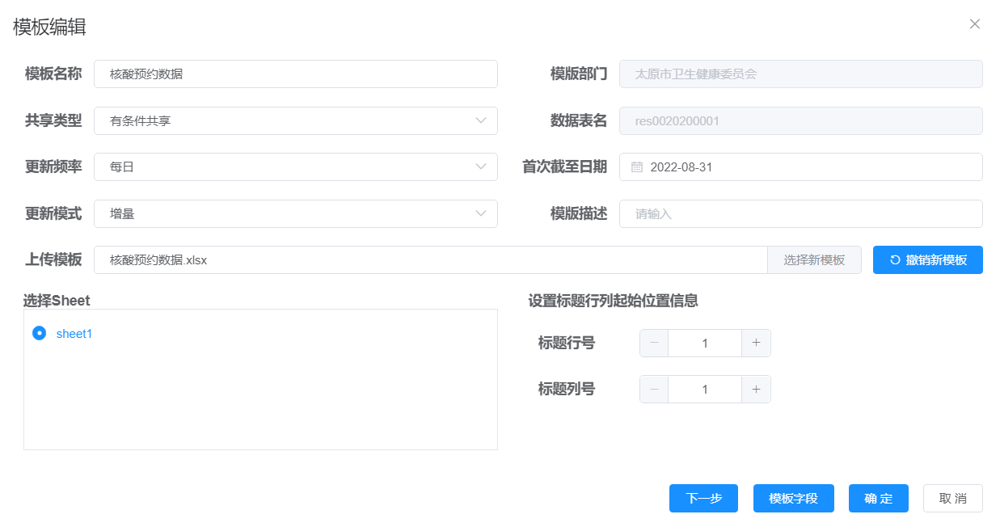 模板编辑
模板名称 核酸预约数据 模版部门 太原市卫生健康委员会
共享类型 有条件共享 数据表名 res0020200001
更新频率 每日 首次截至日期 2022-08-31
更新模式 增量 模版描述 请输入
上传模板 核酸预约数据.xlsx 选择新模板 撤销新模板
选择Sheet 设置标题行列起始位置信息
sheet1
标题行号 1
标题列号 1
下一步 模板字段 确 定 取 消